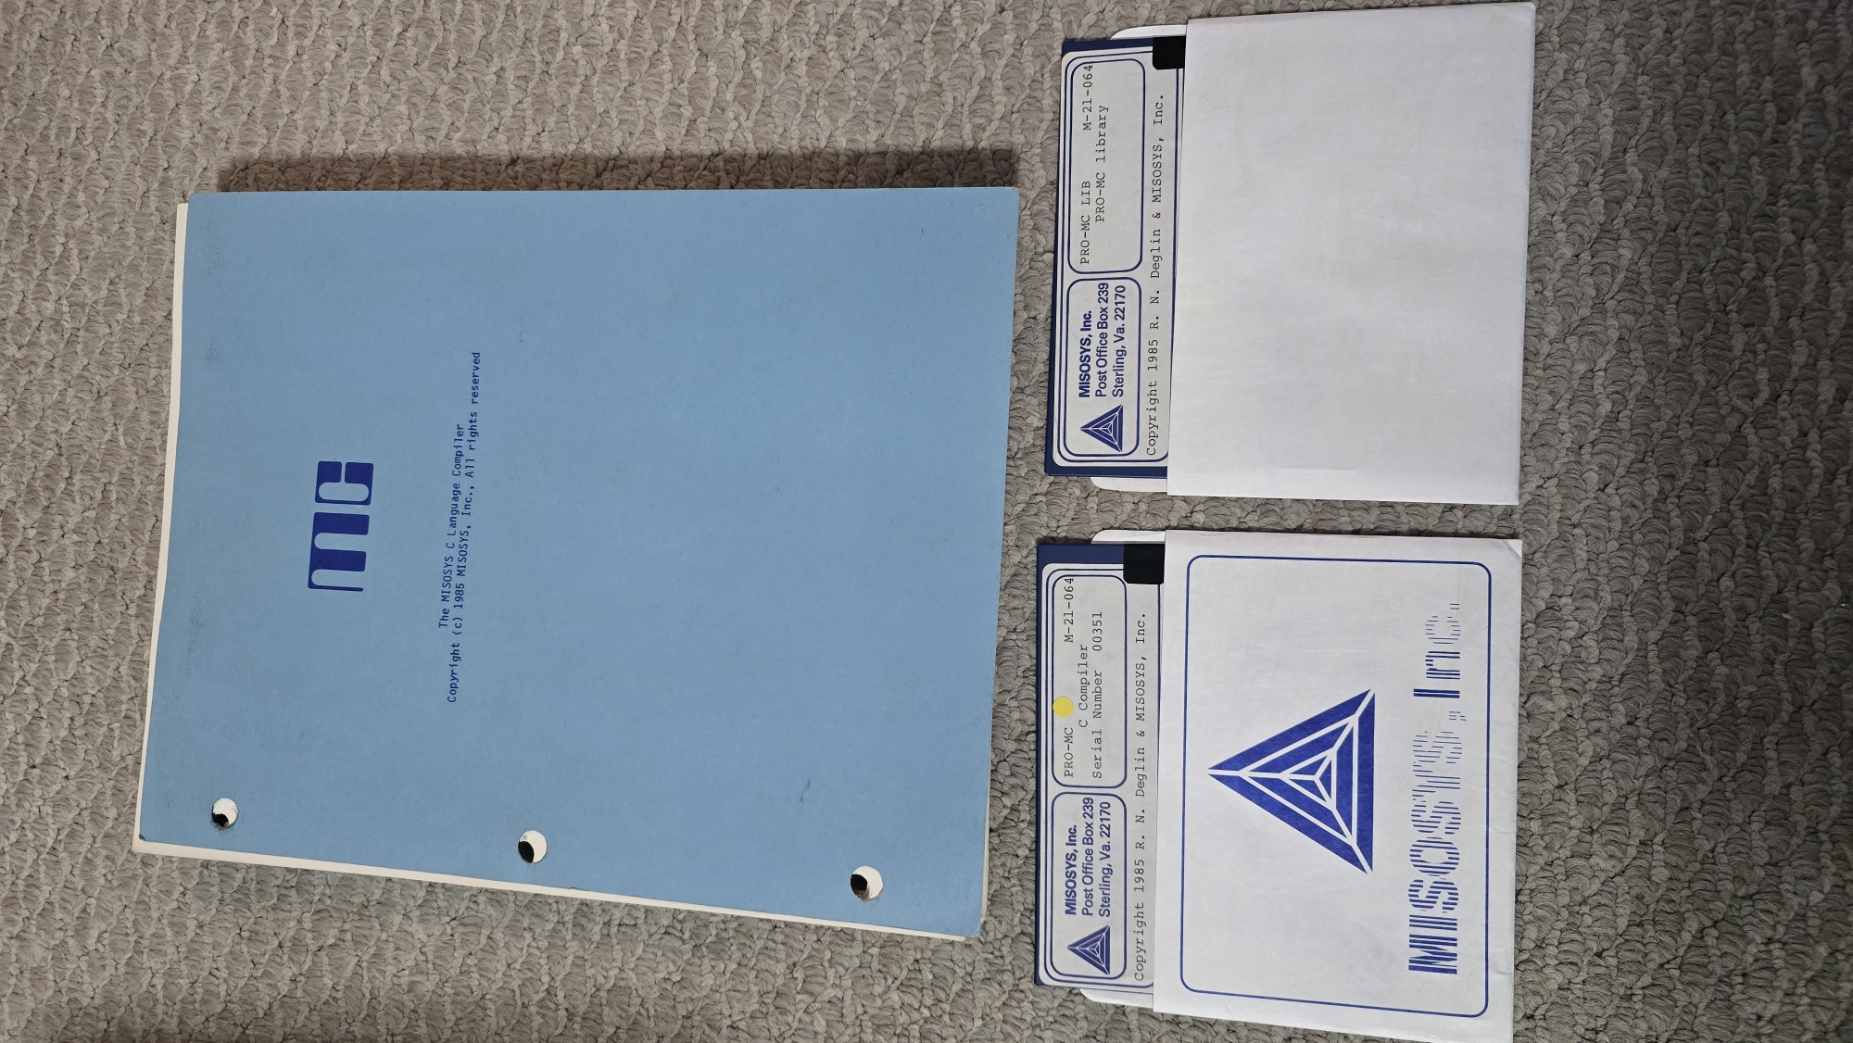 mc
The MISOSYS C Language Compiler
Copyright (c) 1985 MISOSYS, Inc., All rights reserved
MISOSYS, Inc.
Post Office Box 239
Sterling, Va. 22170
PRO-MC LIB M-21-064
PRO-MC library
Copyright 1985 R. N. Deglin & MISOSYS, Inc.
MISOSYS, Inc.
Post Office Box 239
Sterling, Va. 22170
PRO-MC M-21-064
C Compiler
Serial Number 00351
Copyright 1985 R. N. Deglin & MISOSYS, Inc.
MISOSYS, Inc.